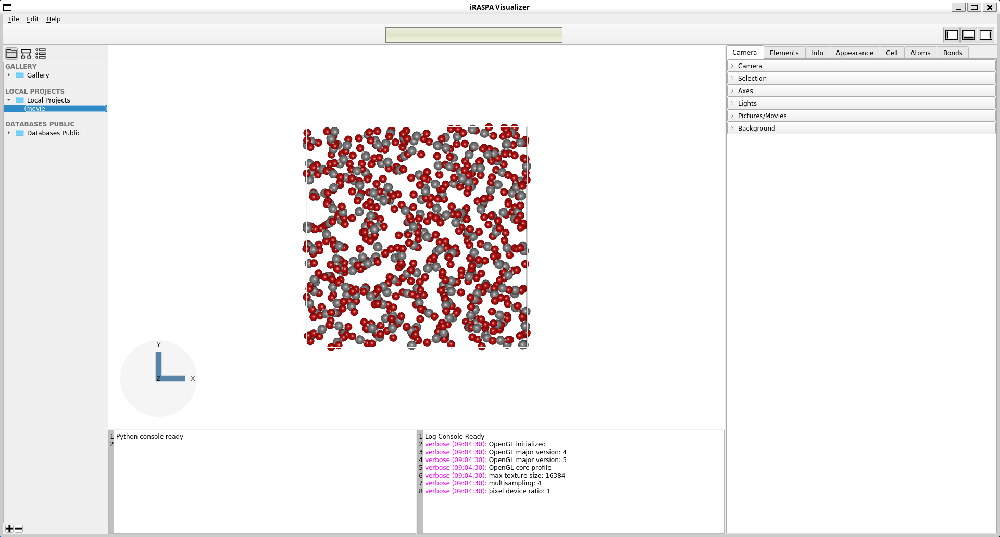 iRASPA Visualizer
File Edit Help
GALLERY
Gallery
LOCAL PROJECTS
Local Projects
movie
DATABASES PUBLIC
Databases Public
Y
Z X
1 Python console ready
2
1 Log Console Ready
2 verbose (09:04:30): OpenGL initialized
3 verbose (09:04:30): OpenGL major version: 4
4 verbose (09:04:30): OpenGL major version: 5
5 verbose (09:04:30): OpenGL core profile
6 verbose (09:04:30): max texture size: 16384
7 verbose (09:04:30): multisampling: 4
8 verbose (09:04:30): pixel device ratio: 1
Camera Elements Info Appearance Cell Atoms Bonds
Camera
Selection
Axes
Lights
Pictures/Movies
Background